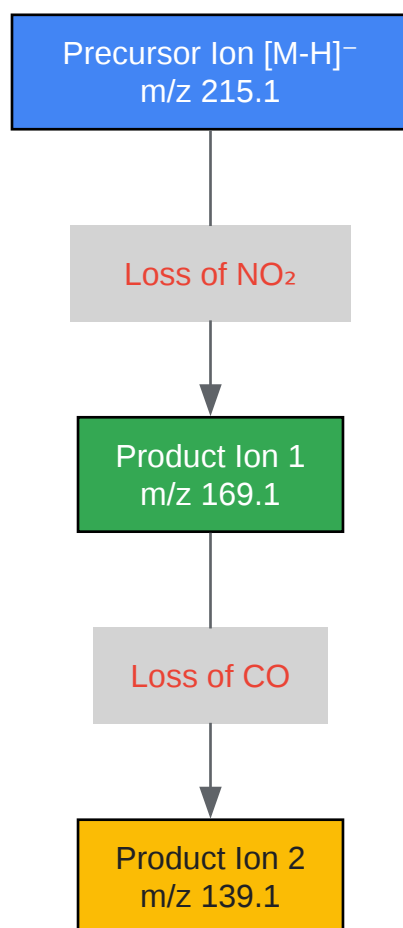 Precursor Ion [M-H]⁻
m/z 215.1
Loss of NO₂
Product Ion 1
m/z 169.1
Loss of CO
Product Ion 2
m/z 139.1